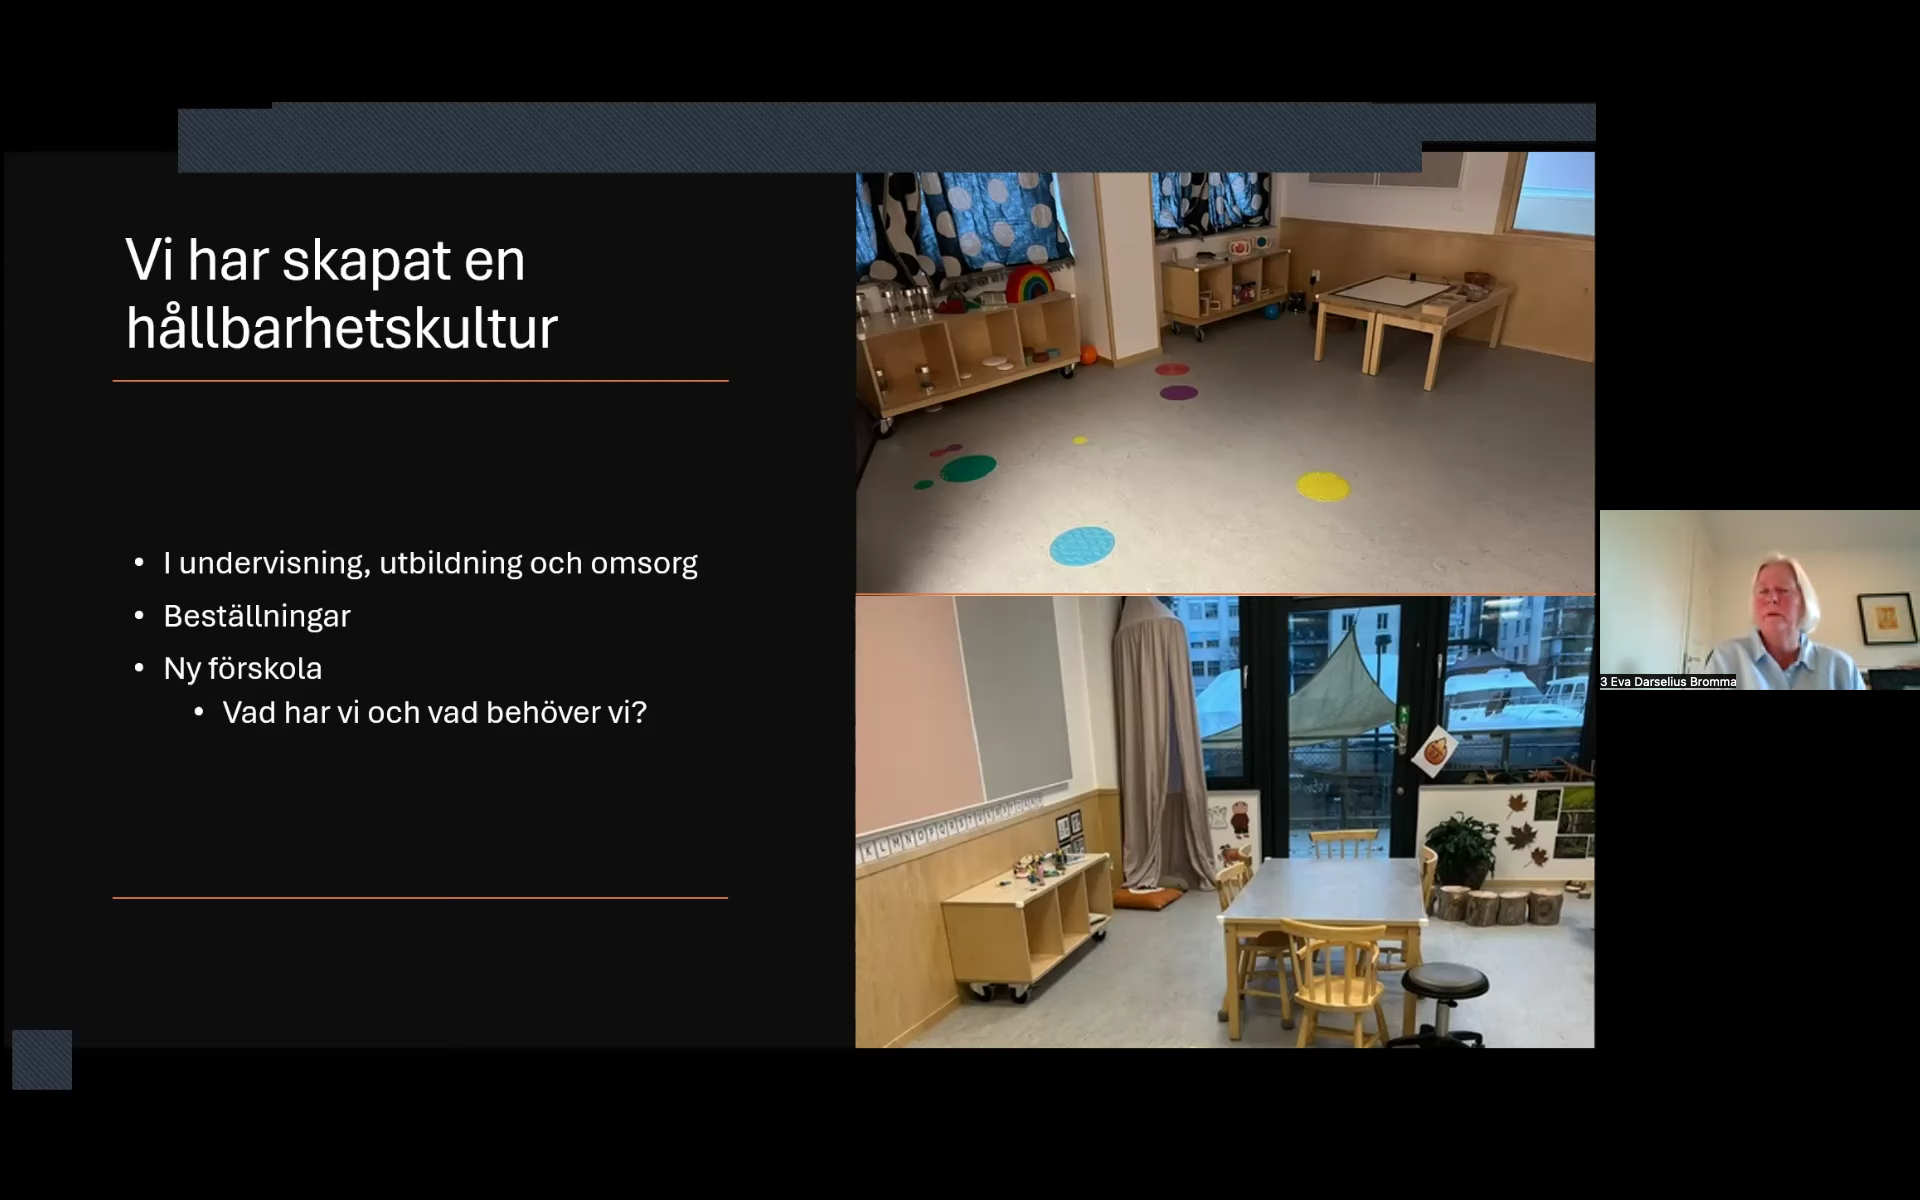 Vi har skapat en
hållbarhetskultur
• I undervisning, utbildning och omsorg
• Beställningar
• Ny förskola
• Vad har vi och vad behöver vi?
3 Eva Darselius Bromma